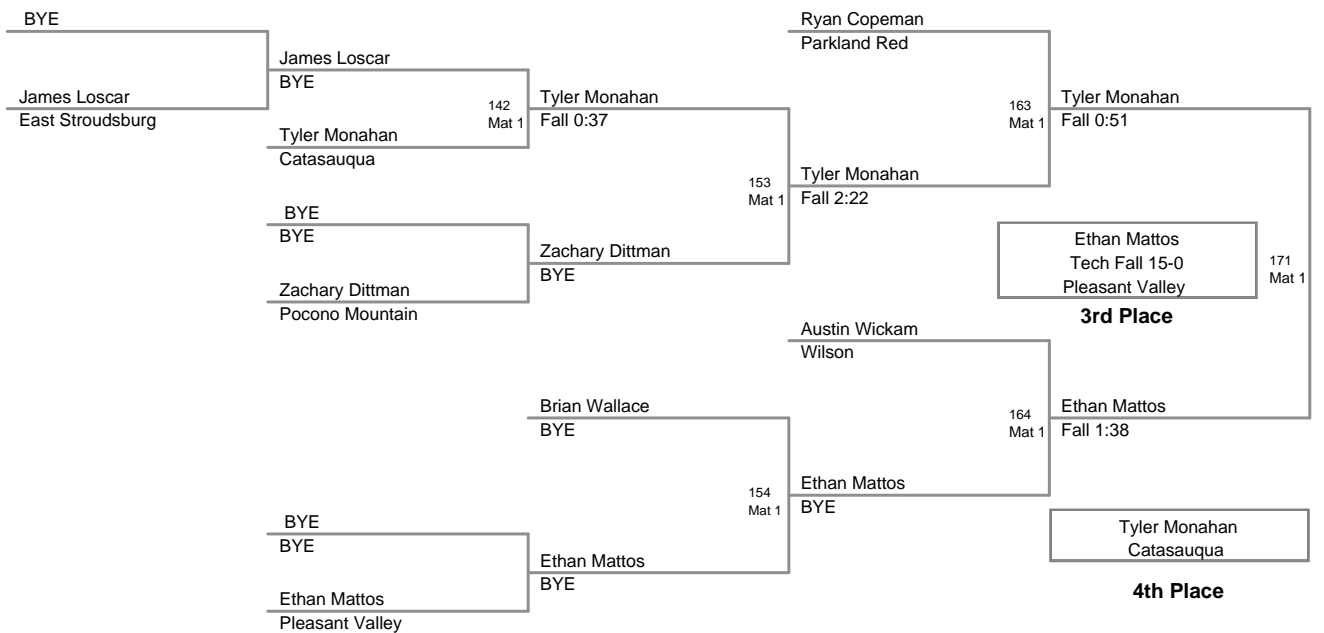 BYE
Ryan Copeman
Parkland Red
James Loscar
BYE
James Loscar
East Stroudsburg
142
Mat 1
Tyler Monahan
Fall 0:37
163
Mat 1
Tyler Monahan
Fall 0:51
Tyler Monahan
Catasauqua
153
Mat 1
Tyler Monahan
Fall 2:22
BYE
BYE
Zachary Dittman
BYE
Ethan Mattos
Tech Fall 15-0
Pleasant Valley
171
Mat 1
Zachary Dittman
Pocono Mountain
3rd Place
Austin Wickam
Wilson
Brian Wallace
BYE
164
Mat 1
Ethan Mattos
Fall 1:38
154
Mat 1
Ethan Mattos
BYE
BYE
BYE
Tyler Monahan
Catasauqua
Ethan Mattos
BYE
4th Place
Ethan Mattos
Pleasant Valley